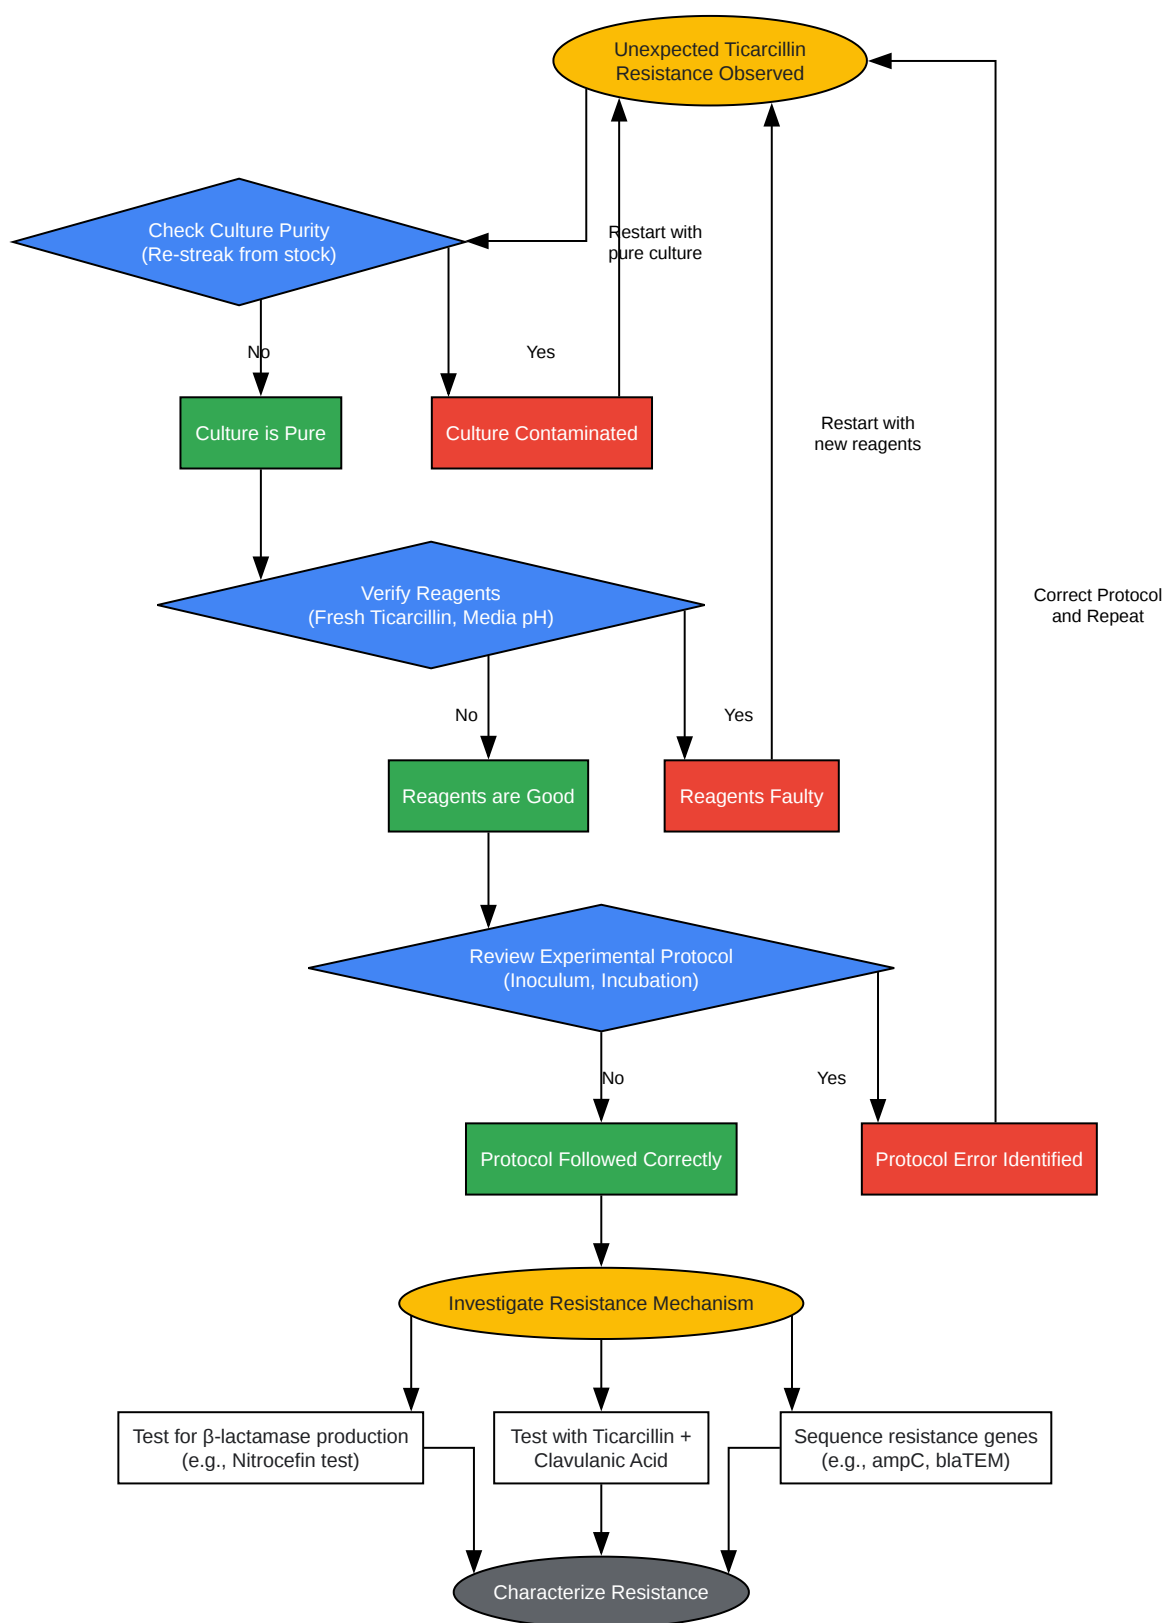 Unexpected Ticarcillin
Resistance Observed
Check Culture Purity
(Re-streak from stock)
Restart with
pure culture
No
Yes
Culture is Pure
Culture Contaminated
Restart with
new reagents
Verify Reagents
(Fresh Ticarcillin, Media pH)
Correct Protocol
and Repeat
No
Yes
Reagents are Good
Reagents Faulty
Review Experimental Protocol
(Inoculum, Incubation)
No
Yes
Protocol Followed Correctly
Protocol Error Identified
Investigate Resistance Mechanism
Test for β-lactamase production
(e.g., Nitrocefin test)
Test with Ticarcillin +
Clavulanic Acid
Sequence resistance genes
(e.g., ampC, blaTEM)
Characterize Resistance